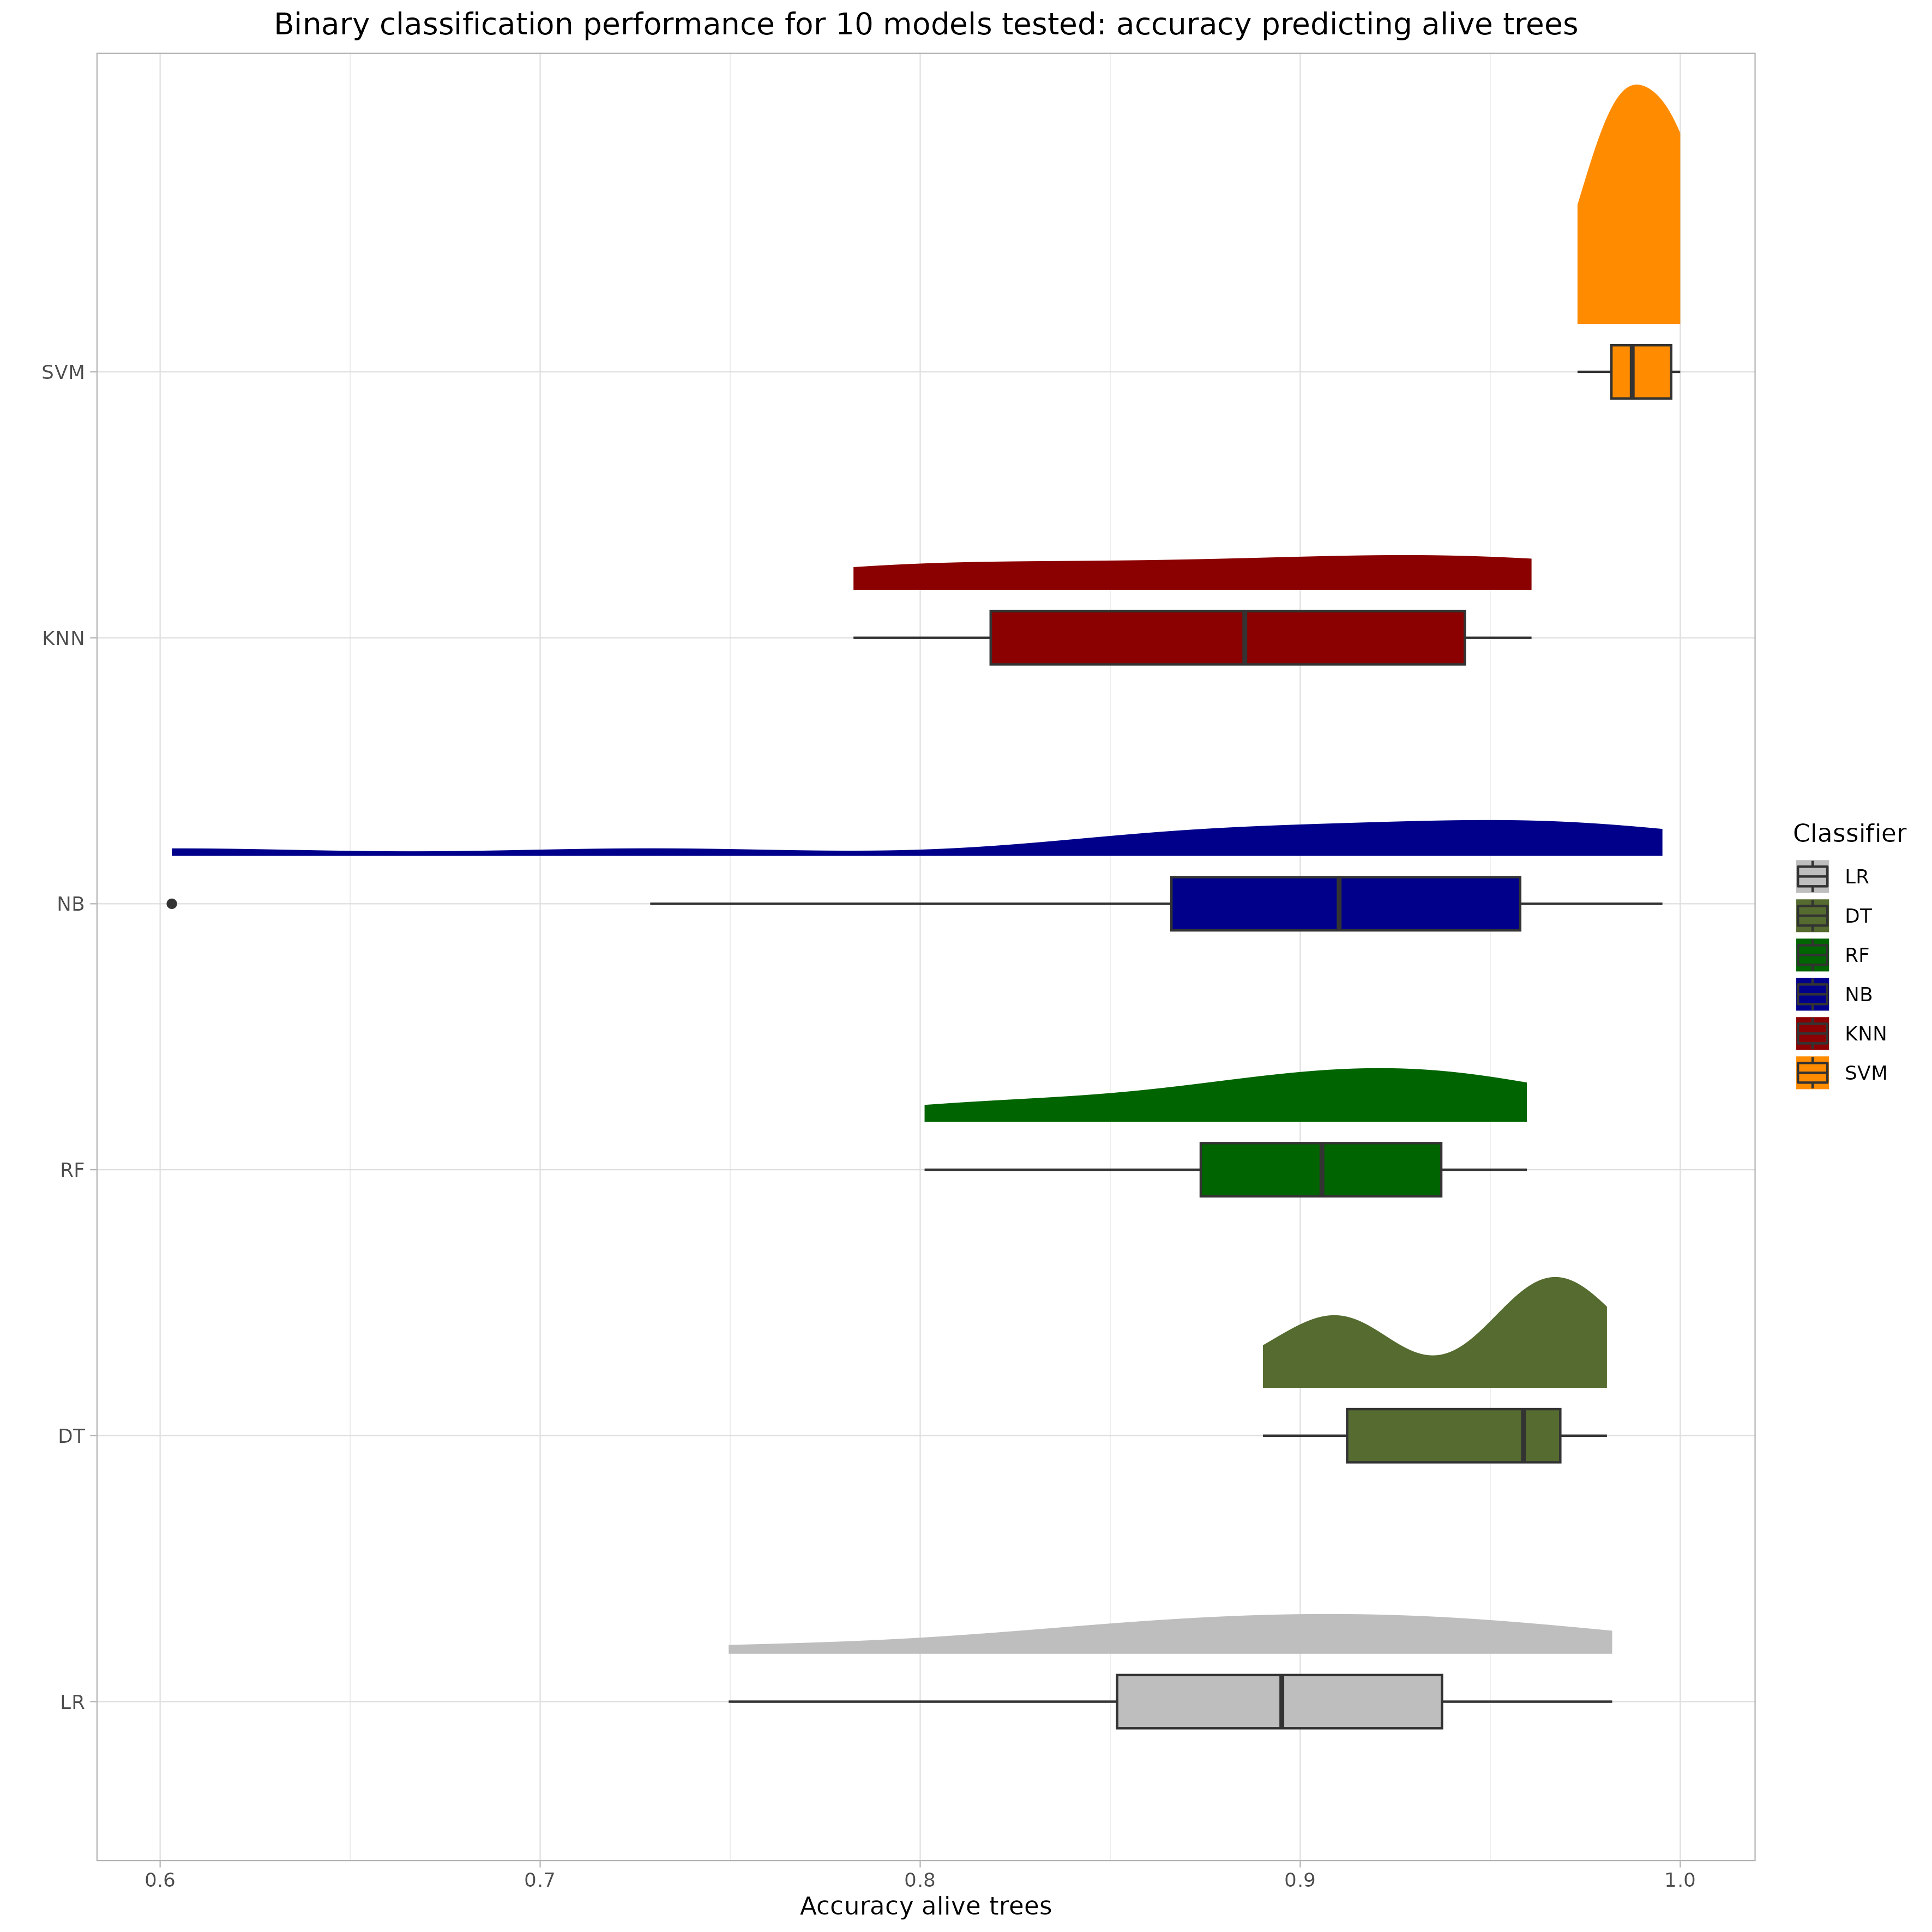 Binary classification performance for 10 models tested: accuracy predicting alive trees
SVM
KNN
NB
RF
DT
LR
0.6 0.7 0.8 0.9 1.0
Accuracy alive trees
Classifier
LR
DT
RF
NB
KNN
SVM